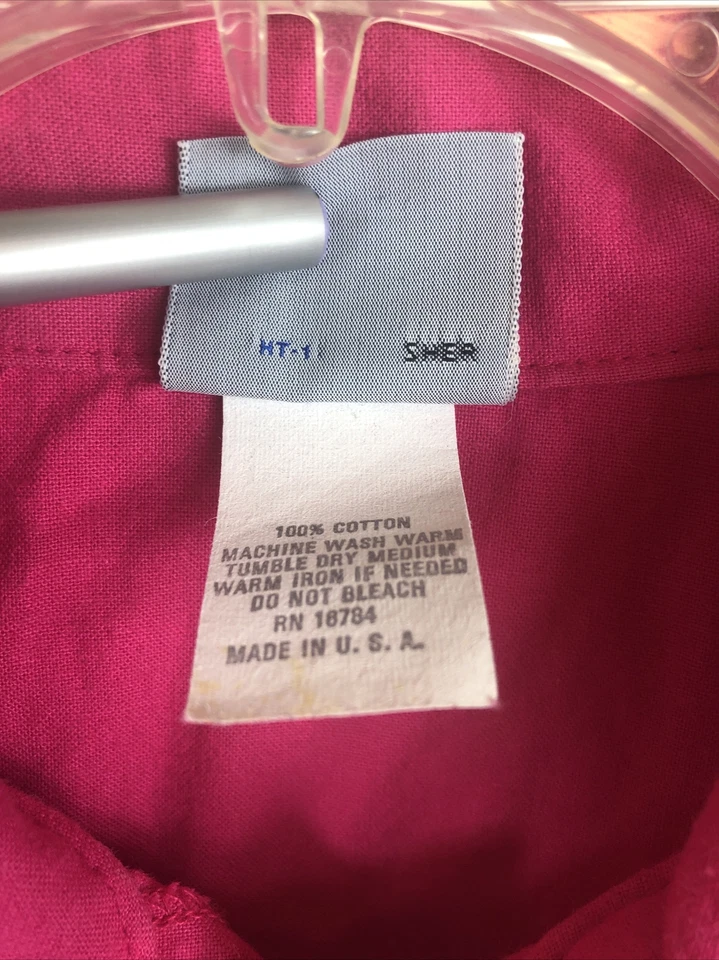 HT-1 SHER
100% COTTON
MACHINE WASH WARM
TUMBLE DRY MEDIUM
WARM IRON IF NEEDED
DO NOT BLEACH
RN 16784
MADE IN U. S. A.